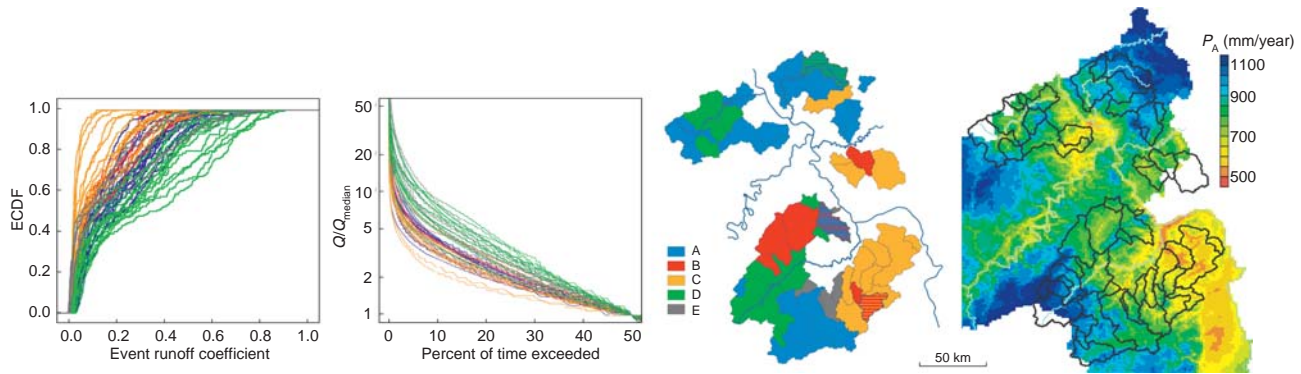 1.0
0.8
0.6
0.4
0.2
0.0
ECDF
0.0 0.2 0.4 0.6 0.8 1.0
Event runoff coefficient
50
20
10
5
2
1
Q/Qmedian
0 10 20 30 40 50
Percent of time exceeded
A
B
C
D
E
50 km
PA (mm/year)
1100
900
700
500